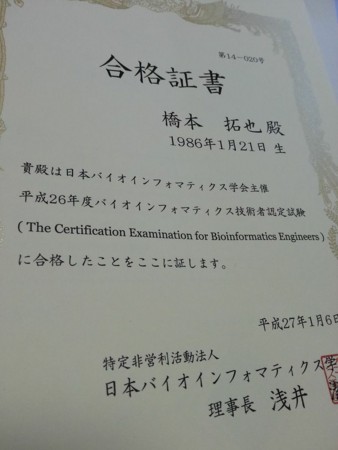 第14－020号
合格証書
橋本 拓也殿
1986年1月21日 生
貴殿は日本バイオインフォマティクス学会主催
平成26年度バイオインフォマティクス技術者認定試験
( The Certification Examination for Bioinformatics Engineers )
に合格したことをここに証します。
平成27年1月6日
特定非営利活動法人
日本バイオインフォマティクス学
理事長 浅井